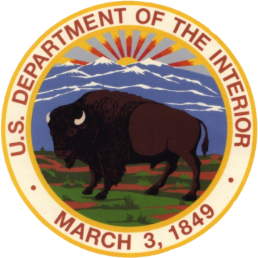 U.S. DEPARTMENT OF THE INTERIOR
MARCH 3, 1849